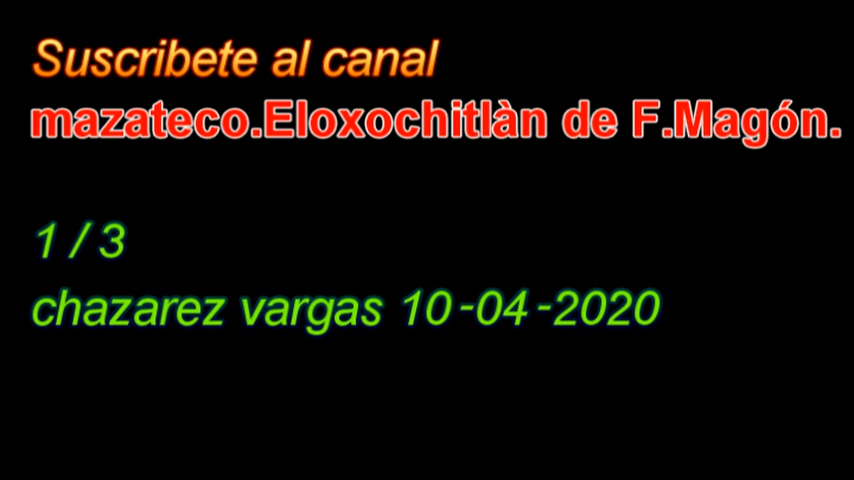 Suscribete al canal
mazateco.Eloxochitlàn de F.Magón.
1 / 3
chazarez vargas 10-04-2020